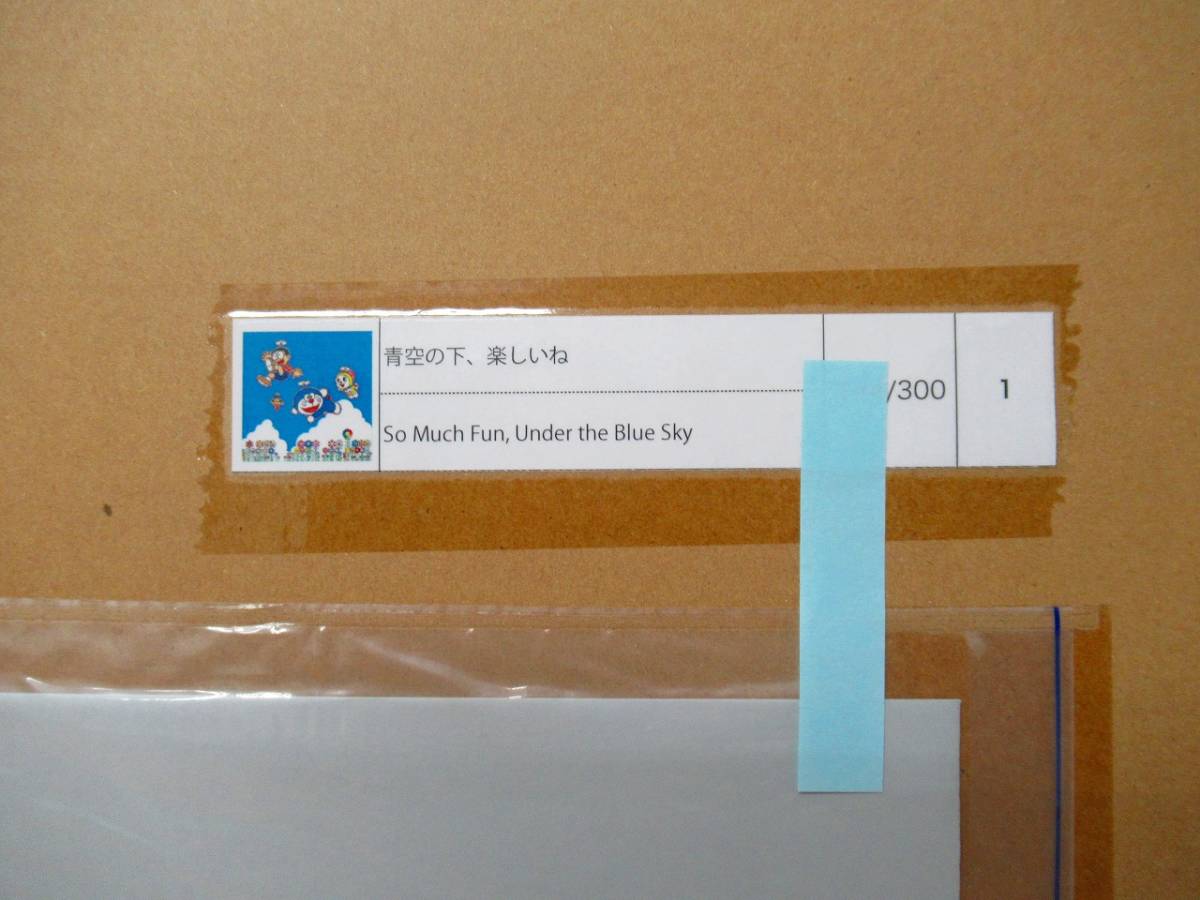 青空の下、楽しいね
/300
1
So Much Fun, Under the Blue Sky